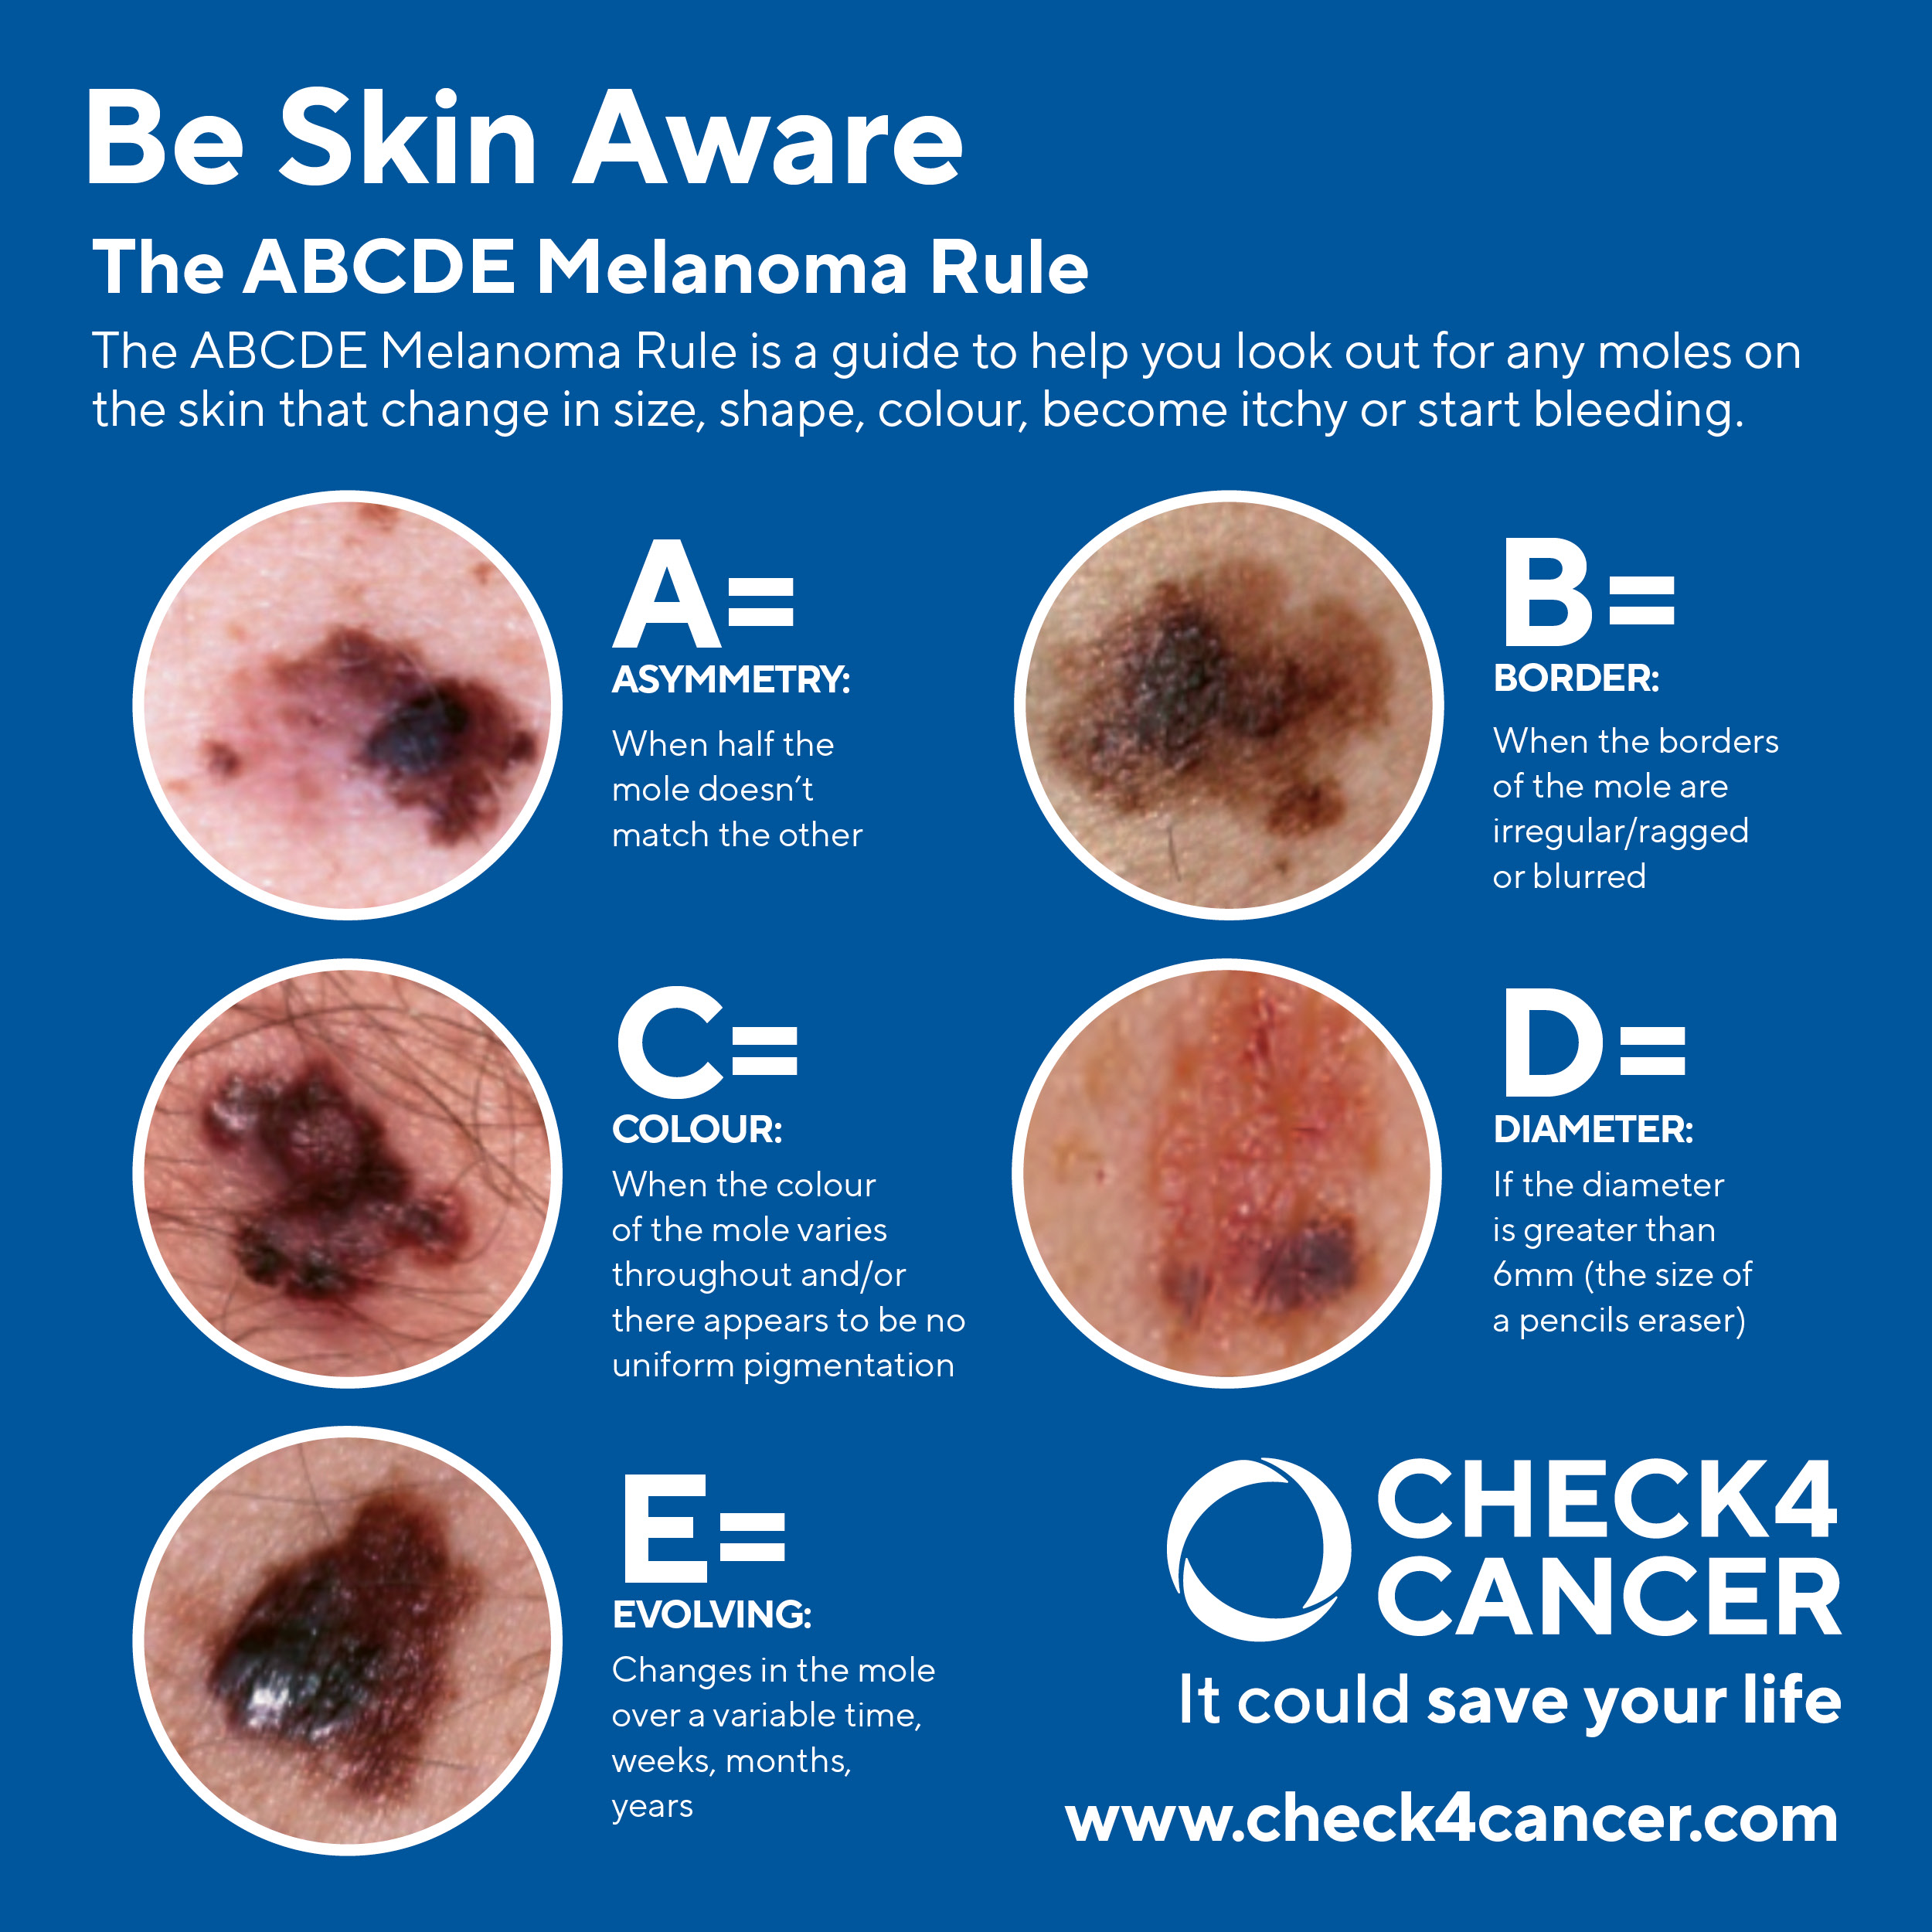 Be Skin Aware
The ABCDE Melanoma Rule
The ABCDE Melanoma Rule is a guide to help you look out for any moles on
the skin that change in size, shape, colour, become itchy or start bleeding.
A=
ASYMMETRY:
When half the
mole doesn't
match the other
B=
BORDER:
When the borders
of the mole are
irregular/ragged
or blurred
C=
COLOUR:
When the colour
of the mole varies
throughout and/or
there appears to be no
uniform pigmentation
D=
DIAMETER:
If the diameter
is greater than
6mm (the size of
a pencils eraser)
E=
EVOLVING:
Changes in the mole
over a variable time,
weeks, months,
years
CHECK4
CANCER
It could save your life
www.check4cancer.com